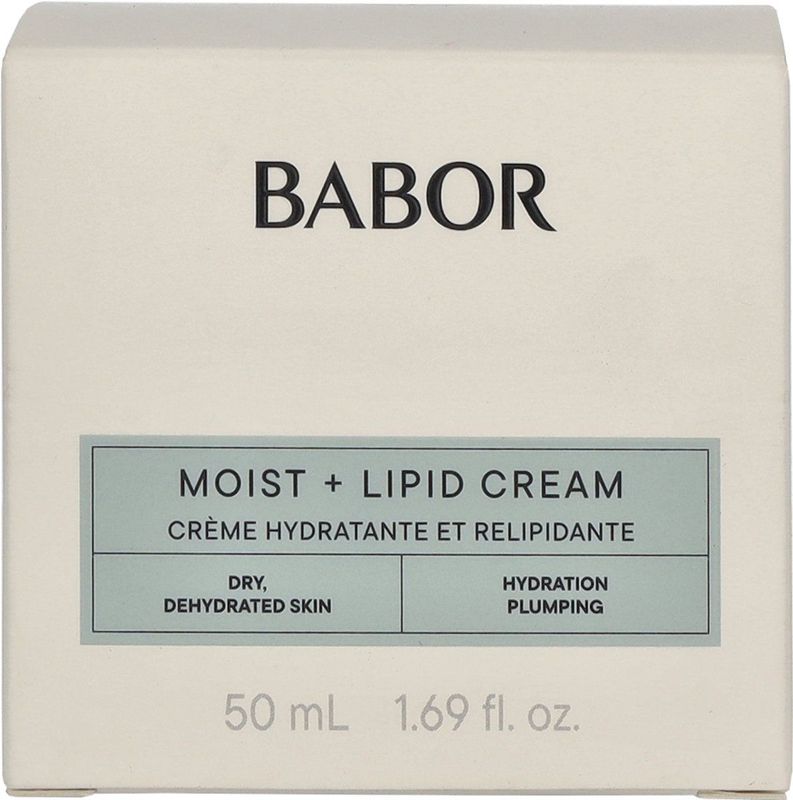 BABOR
MOIST + LIPID CREAM
CRÈME HYDRATANTE ET RELIPIDANTE
DRY,
DEHYDRATED SKIN
HYDRATION
PLUMPING
50 mL 1.69 fl. oz.